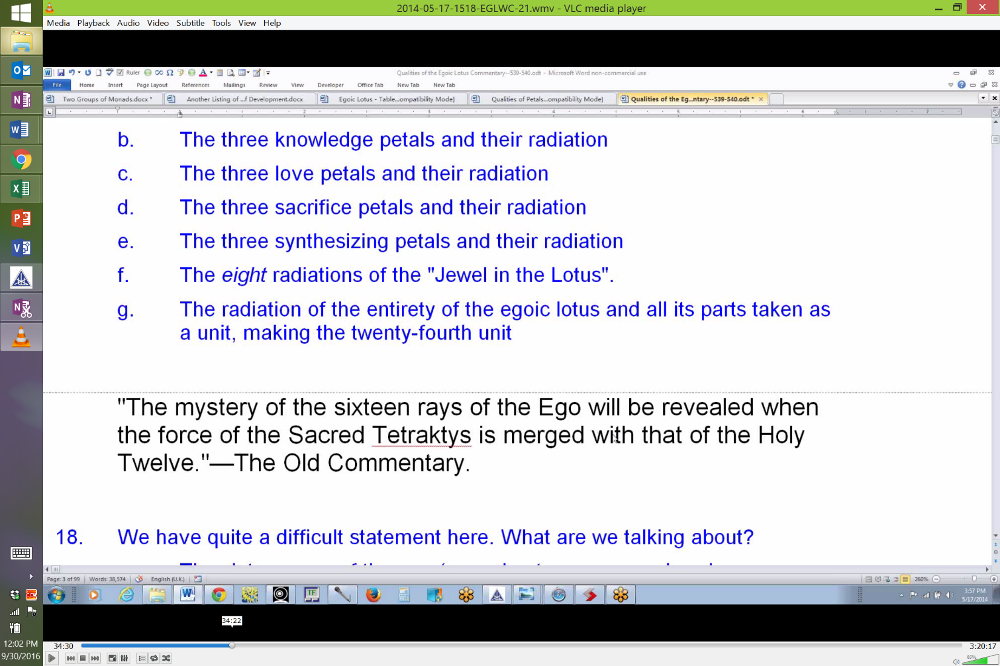 2014-05-17-1518-EGLWC-21.wmv - VLC media player
Media Playback Audio Video Subtitle Tools View Help
Ruler
Qualities of the Egoic Lotus Commentary--539-540.odt - Microsoft Word non-commercial use
File Home Insert Page Layout References Mailings Review View Developer Office Tab New Tab New Tab
Two Groups of Monads.docx *
Another Listing of ...f Development.docx
Egoic Lotus - Table...ompatibility Mode]
Qualities of Petals...ompatibility Mode]
Qualities of the Eg...ntary--539-540.odt *
1 2 3 4 5 6 7
b. The three knowledge petals and their radiation
c. The three love petals and their radiation
d. The three sacrifice petals and their radiation
e. The three synthesizing petals and their radiation
f. The eight radiations of the "Jewel in the Lotus".
g. The radiation of the entirety of the egoic lotus and all its parts taken as
a unit, making the twenty-fourth unit
"The mystery of the sixteen rays of the Ego will be revealed when
the force of the Sacred Tetraktys is merged with that of the Holy
Twelve."—The Old Commentary.
18. We have quite a difficult statement here. What are we talking about?
Page: 3 of 99 Words: 38,574 English (U.K.) 260%
3:57 PM
5/17/2014
34:22
34:30
3:20:17
85%
12:02 PM
9/30/2016